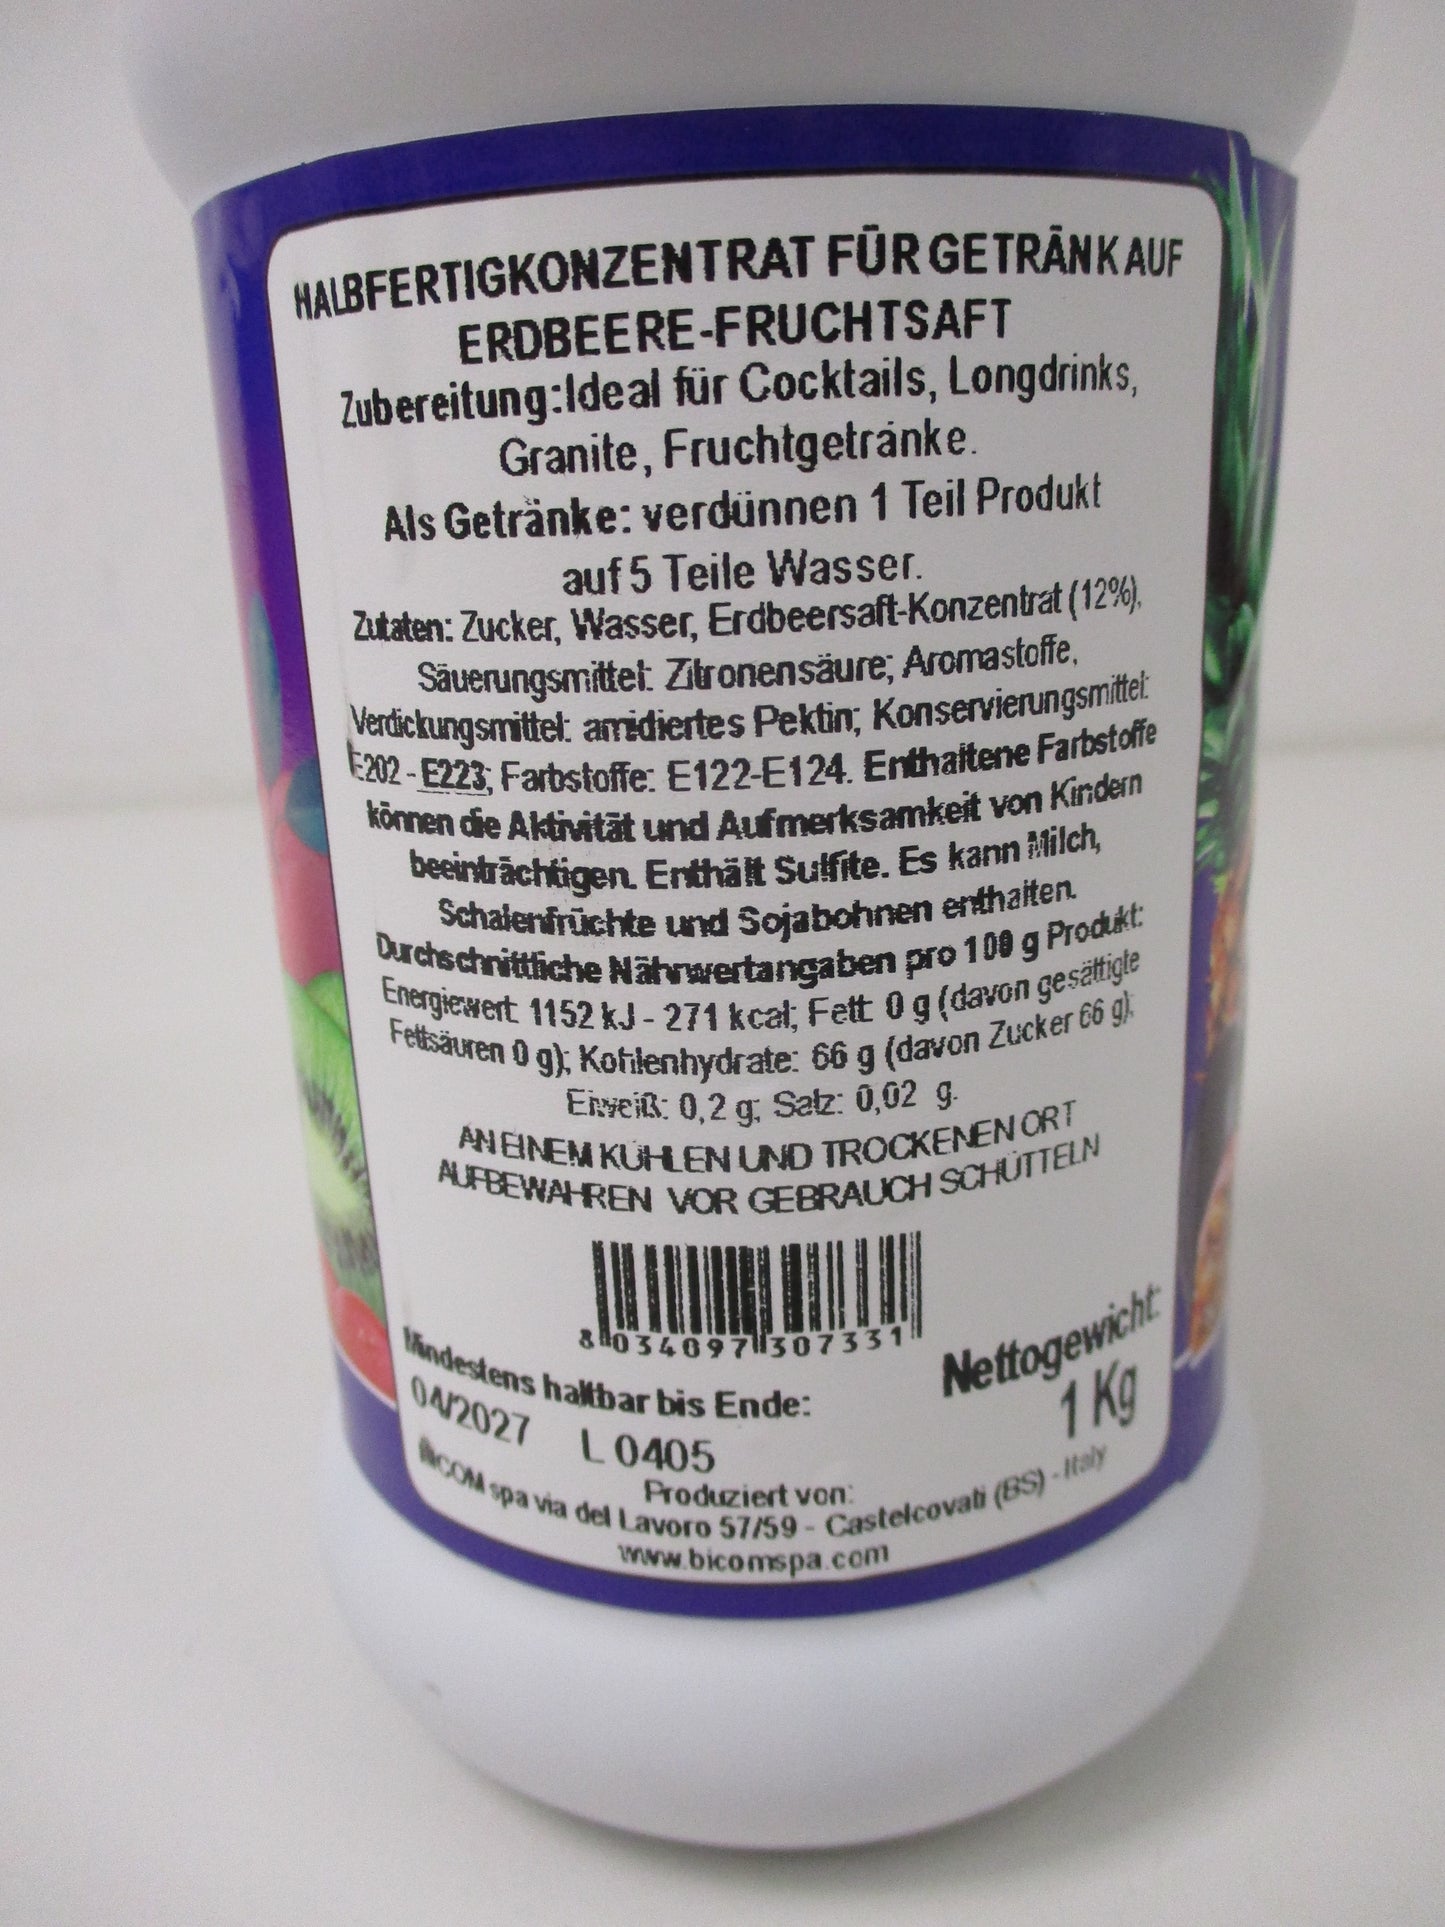 HALBFERTIGKONZENTRAT FÜR GETRÄNK AUF
ERDBEERE-FRUCHTSAFT
Zubereitung:Ideal für Cocktails, Longdrinks,
Granite, Fruchtgetränke.
Als Getränke: verdünnen 1 Teil Produkt
auf 5 Teile Wasser.
Zutaten: Zucker, Wasser, Erdbeersaft-Konzentrat (12%),
Säuerungsmittel: Zitronensäure; Aromastoffe,
Verdickungsmittel: amidiertes Pektin; Konservierungsmittel:
E202 - E223; Farbstoffe: E122-E124. Enthaltene Farbstoffe
können die Aktivität und Aufmerksamkeit von Kindern
beeinträchtigen. Enthält Sulfite. Es kann Milch,
Schalenfrüchte und Sojabohnen enthalten.
Durchschnittliche Nährwertangaben pro 100 g Produkt:
Energiewert: 1152 kJ - 271 kcal; Fett: 0 g (davon gesättigte
Fettsäuren 0 g); Kohlenhydrate: 66 g (davon Zucker 66 g);
Eiweiß: 0,2 g; Salz: 0,02 g.
AN EINEM KÜHLEN UND TROCKENEN ORT
AUFBEWAHREN VOR GEBRAUCH SCHÜTTELN
8 034097 307331
Mindestens haltbar bis Ende:
04/2027 L 0405
Nettogewicht:
1 Kg
Produziert von:
BICOM spa via del Lavoro 57/59 - Castelcovati (BS) - Italy
www.bicomspa.com